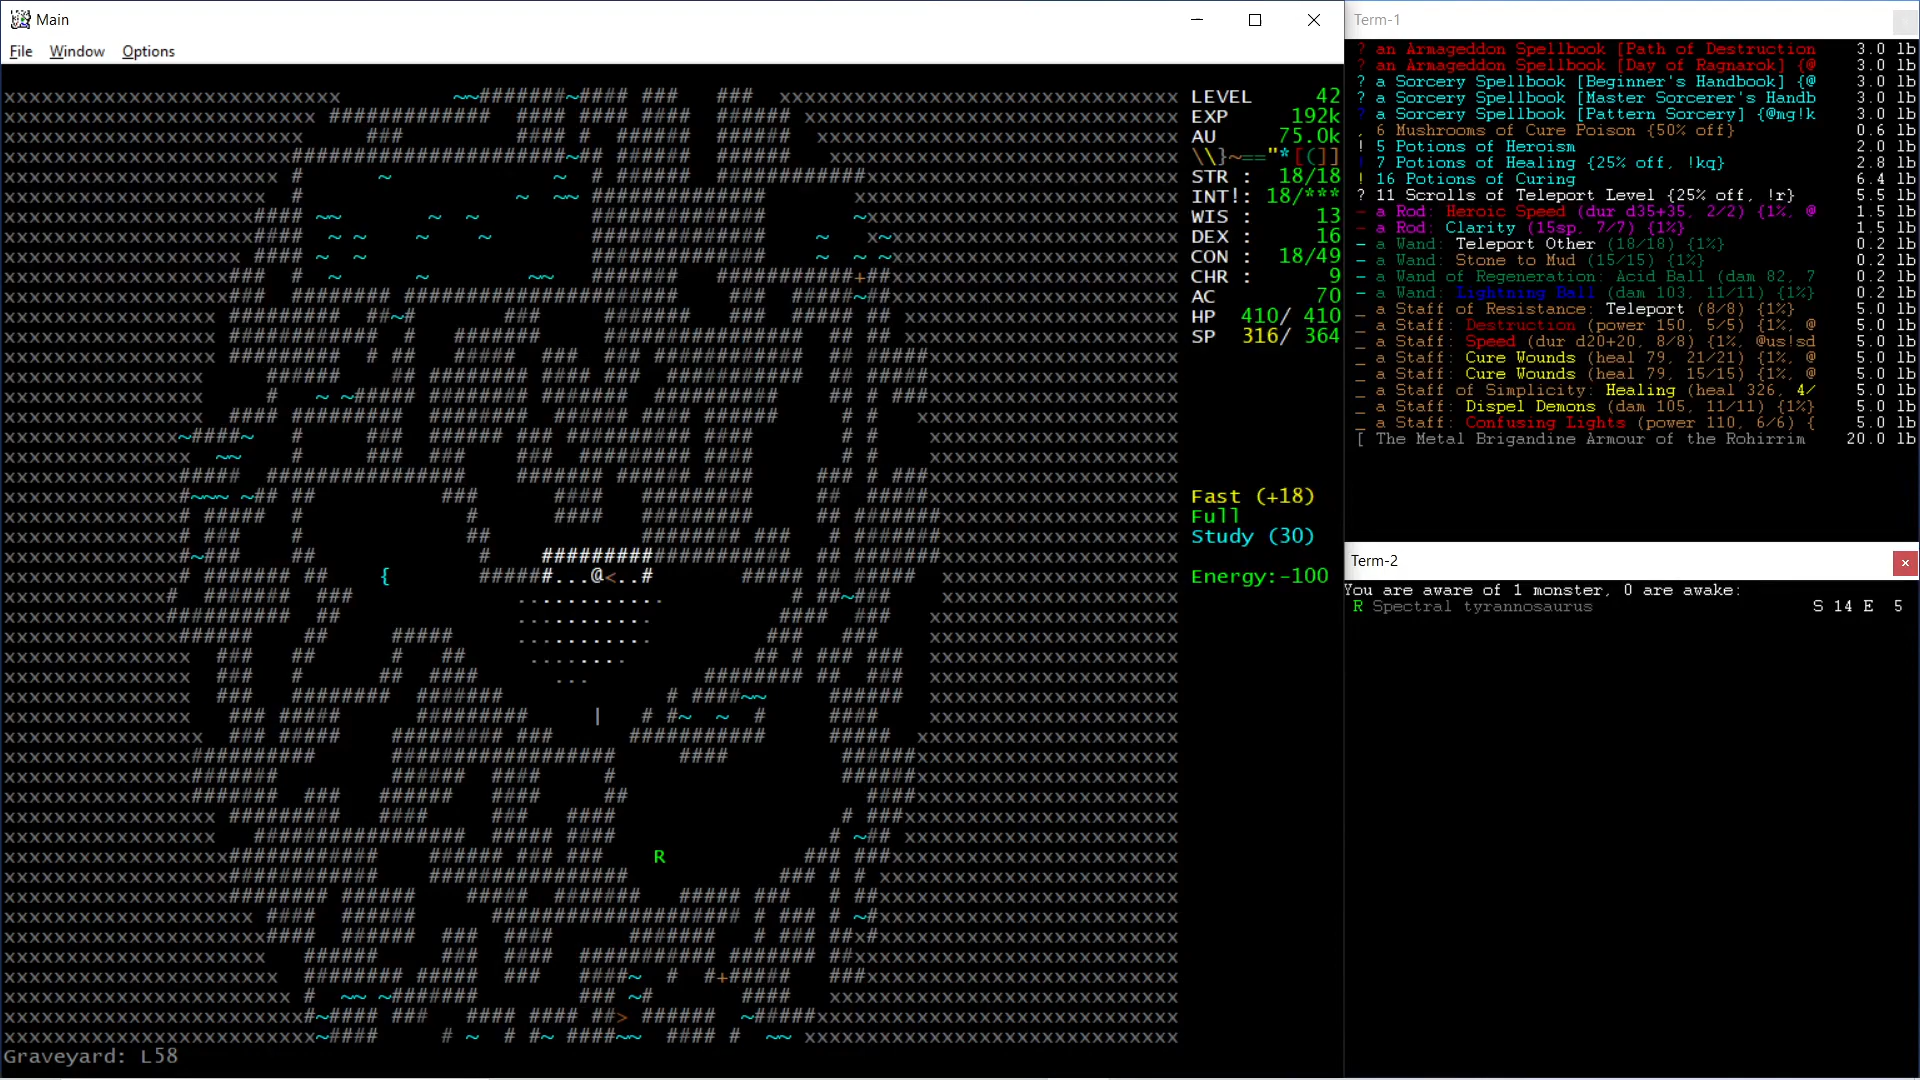 Main
File Window Options
LEVEL 42
EXP 192k
AU 75.0k
\\}~=="*[(]]
STR : 18/18
INT!: 18/***
WIS : 13
DEX : 16
CON : 18/49
CHR : 9
AC 70
HP 410/ 410
SP 316/ 364
Fast (+18)
Full
Study (30)
Energy:-100
Graveyard: L58
Term-1
? an Armageddon Spellbook [Path of Destruction 3.0 lb
? an Armageddon Spellbook [Day of Ragnarok] {@ 3.0 lb
? a Sorcery Spellbook [Beginner's Handbook] {@ 3.0 lb
? a Sorcery Spellbook [Master Sorcerer's Handb 3.0 lb
? a Sorcery Spellbook [Pattern Sorcery] {@mg!k 3.0 lb
, 6 Mushrooms of Cure Poison {50% off} 0.6 lb
! 5 Potions of Heroism 2.0 lb
! 7 Potions of Healing {25% off, !kq} 2.8 lb
! 16 Potions of Curing 6.4 lb
? 11 Scrolls of Teleport Level {25% off, !r} 5.5 lb
- a Rod: Heroic Speed (dur d35+35, 2/2) {1%, @ 1.5 lb
- a Rod: Clarity (15sp, 7/7) {1%} 1.5 lb
- a Wand: Teleport Other (18/18) {1%} 0.2 lb
- a Wand: Stone to Mud (15/15) {1%} 0.2 lb
- a Wand of Regeneration: Acid Ball (dam 82, 7 0.2 lb
- a Wand: Lightning Ball (dam 103, 11/11) {1%} 0.2 lb
_ a Staff of Resistance: Teleport (8/8) {1%} 5.0 lb
_ a Staff: Destruction (power 150, 5/5) {1%, @ 5.0 lb
_ a Staff: Speed (dur d20+20, 8/8) {1%, @us!sd 5.0 lb
_ a Staff: Cure Wounds (heal 79, 21/21) {1%, @ 5.0 lb
_ a Staff: Cure Wounds (heal 79, 15/15) {1%, @ 5.0 lb
_ a Staff of Simplicity: Healing (heal 326, 4/ 5.0 lb
_ a Staff: Dispel Demons (dam 105, 11/11) {1%} 5.0 lb
_ a Staff: Confusing Lights (power 110, 6/6) { 5.0 lb
[ The Metal Brigandine Armour of the Rohirrim 20.0 lb
Term-2
You are aware of 1 monster, 0 are awake:
R Spectral tyrannosaurus S 14 E 5